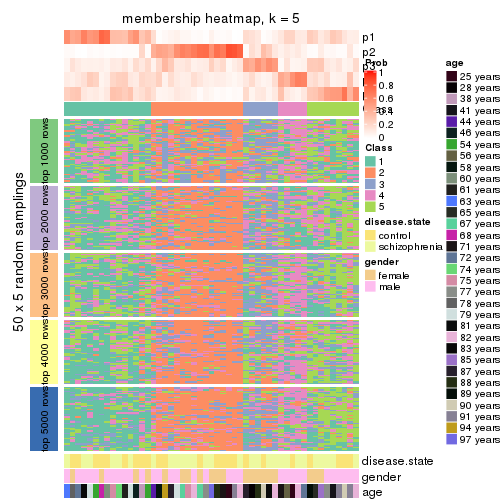 membership heatmap, k = 5
p1
p2
p3
Prob
1
0.8
0.6
0.4
0.2
0
Class
1
2
3
4
5
disease.state
control
schizophrenia
gender
female
male
age
25 years
28 years
38 years
41 years
44 years
46 years
54 years
56 years
58 years
60 years
61 years
63 years
65 years
67 years
68 years
71 years
72 years
74 years
75 years
77 years
78 years
79 years
81 years
82 years
83 years
85 years
87 years
88 years
89 years
90 years
91 years
94 years
97 years
50 x 5 random samplings
top 1000 rows
top 2000 rows
top 3000 rows
top 4000 rows
top 5000 rows
disease.state
gender
age